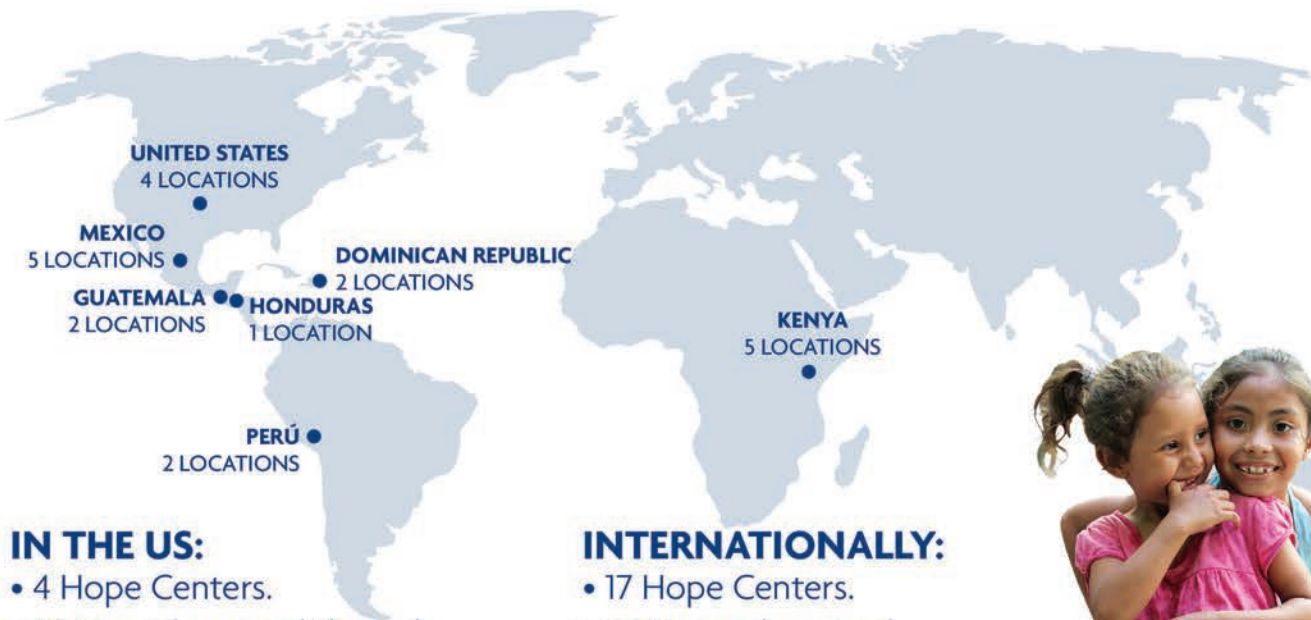 UNITED STATES
4 LOCATIONS
MEXICO
5 LOCATIONS
DOMINICAN REPUBLIC
2 LOCATIONS
GUATEMALA
2 LOCATIONS
HONDURAS
1 LOCATION
KENYA
5 LOCATIONS
PERÚ
2 LOCATIONS
IN THE US:
• 4 Hope Centers.
INTERNATIONALLY:
• 17 Hope Centers.